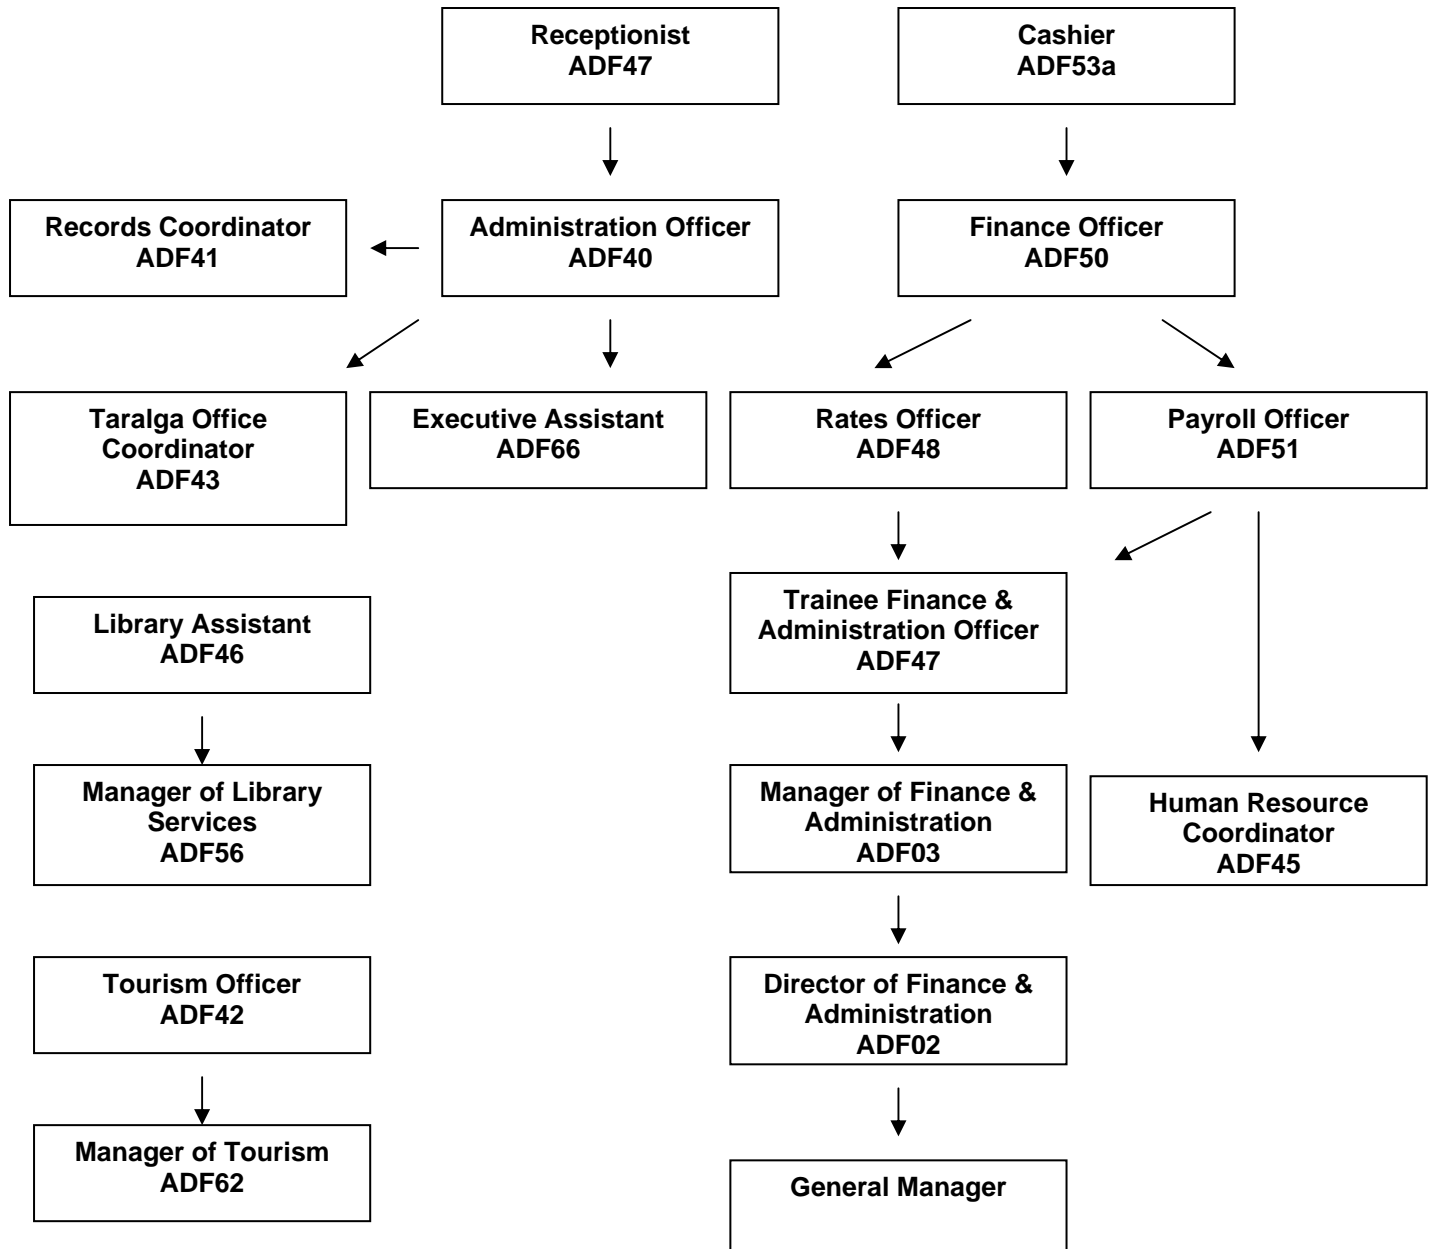 Receptionist
ADF47
Cashier
ADF53a
Records Coordinator
ADF41
Administration Officer
ADF40
Finance Officer
ADF50
Taralga Office
Coordinator
ADF43
Executive Assistant
ADF66
Rates Officer
ADF48
Payroll Officer
ADF51
Library Assistant
ADF46
Trainee Finance &
Administration Officer
ADF47
Manager of Library
Services
ADF56
Manager of Finance &
Administration
ADF03
Human Resource
Coordinator
ADF45
Tourism Officer
ADF42
Director of Finance &
Administration
ADF02
Manager of Tourism
ADF62
General Manager